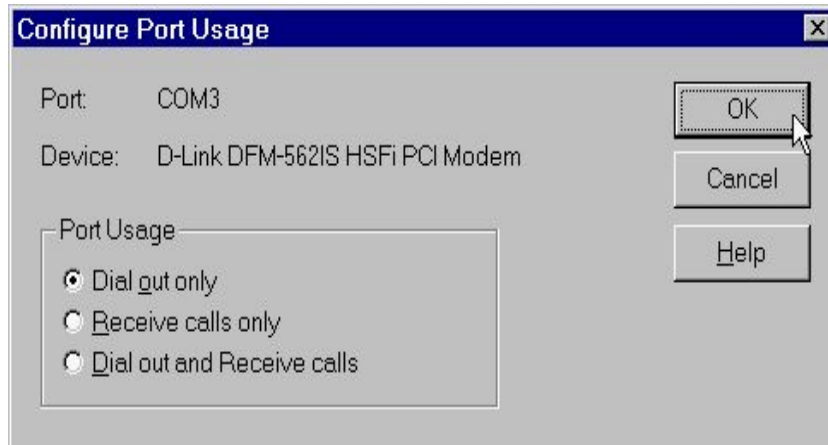 Configure Port Usage
Port: COM3
Device: D-Link DFM-562IS HSFi PCI Modem
Port Usage
Dial out only
Receive calls only
Dial out and Receive calls
OK
Cancel
Help